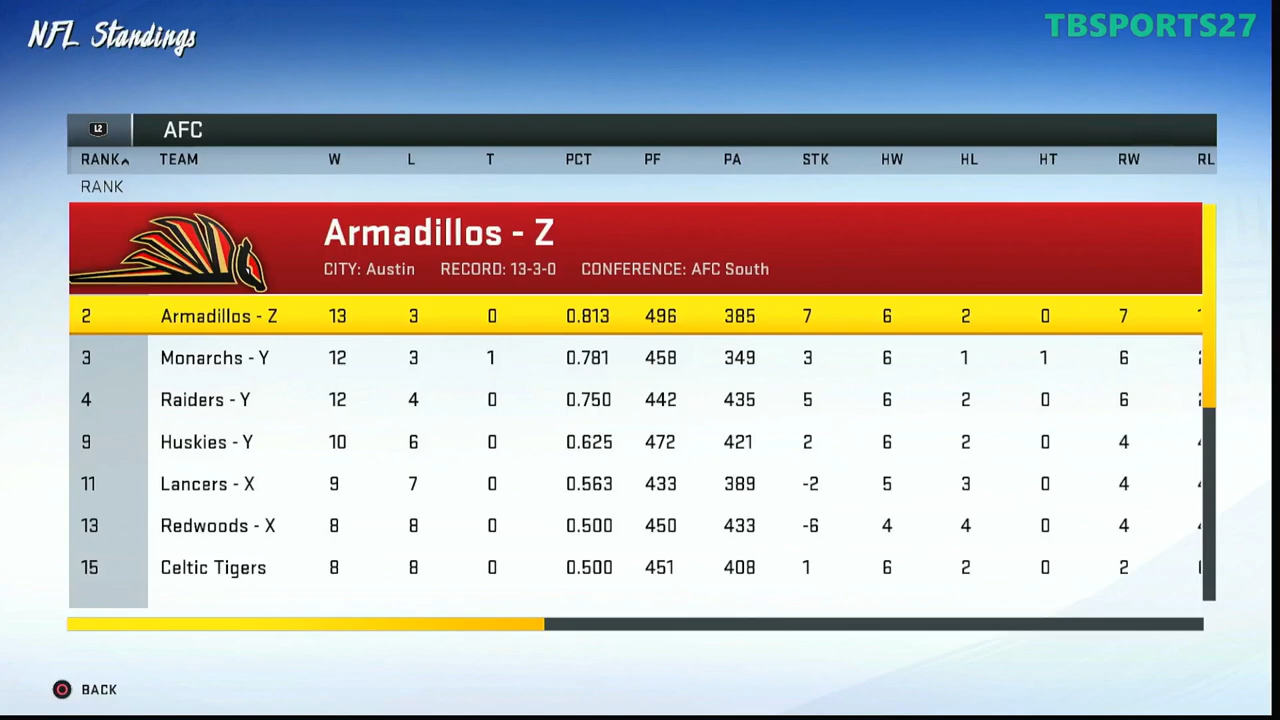 NFL Standings
TBSPORTS27
L2 AFC
RANK TEAM W L T PCT PF PA STK HW HL HT RW RL
RANK
Armadillos - Z
CITY: Austin RECORD: 13-3-0 CONFERENCE: AFC South
2 Armadillos - Z 13 3 0 0.813 496 385 7 6 2 0 7
3 Monarchs - Y 12 3 1 0.781 458 349 3 6 1 1 6
4 Raiders - Y 12 4 0 0.750 442 435 5 6 2 0 6
9 Huskies - Y 10 6 0 0.625 472 421 2 6 2 0 4
11 Lancers - X 9 7 0 0.563 433 389 -2 5 3 0 4
13 Redwoods - X 8 8 0 0.500 450 433 -6 4 4 0 4
15 Celtic Tigers 8 8 0 0.500 451 408 1 6 2 0 2
BACK